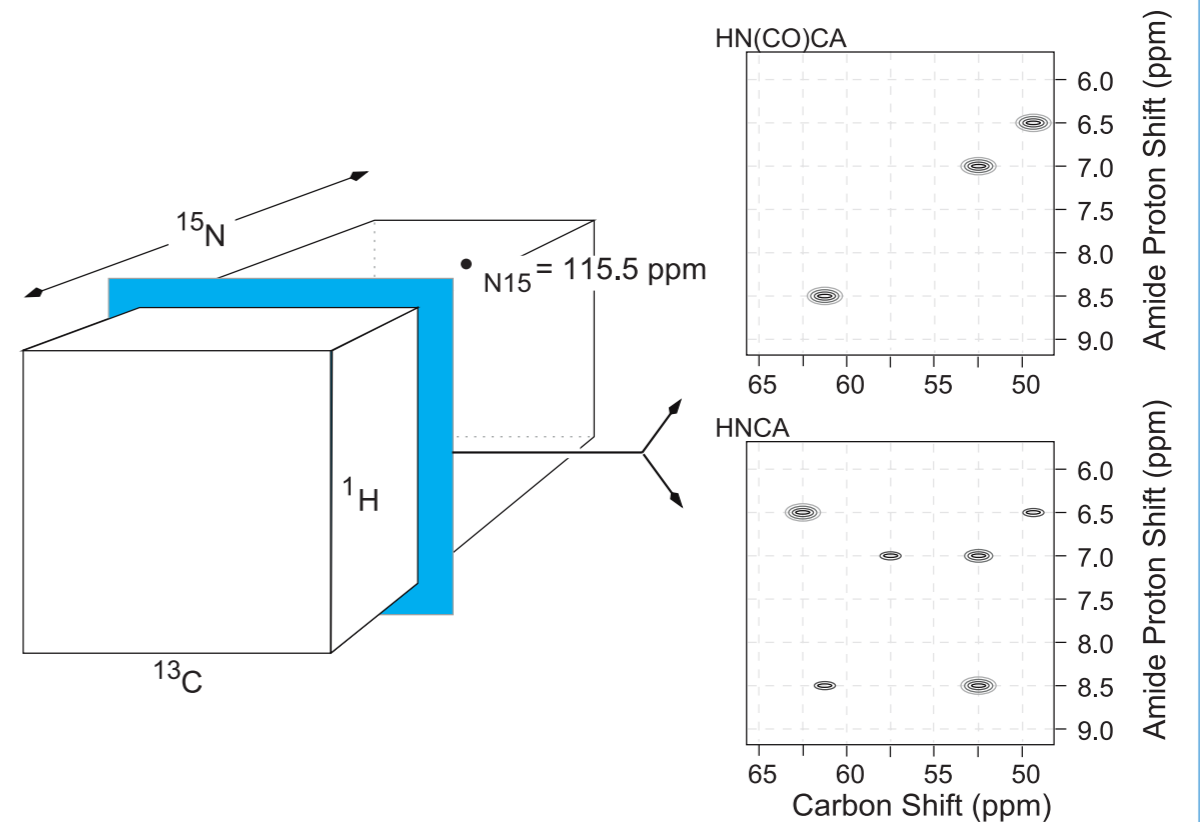 15N
N15 = 115.5 ppm
1H
13C
HN(CO)CA
6.0
6.5
7.0
7.5
8.0
8.5
9.0
Amide Proton Shift (ppm)
65 60 55 50
HNCA
6.0
6.5
7.0
7.5
8.0
8.5
9.0
Amide Proton Shift (ppm)
65 60 55 50
Carbon Shift (ppm)